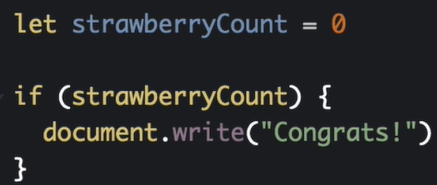 let strawberryCount = 0
if (strawberryCount) {
document.write("Congrats!")
}